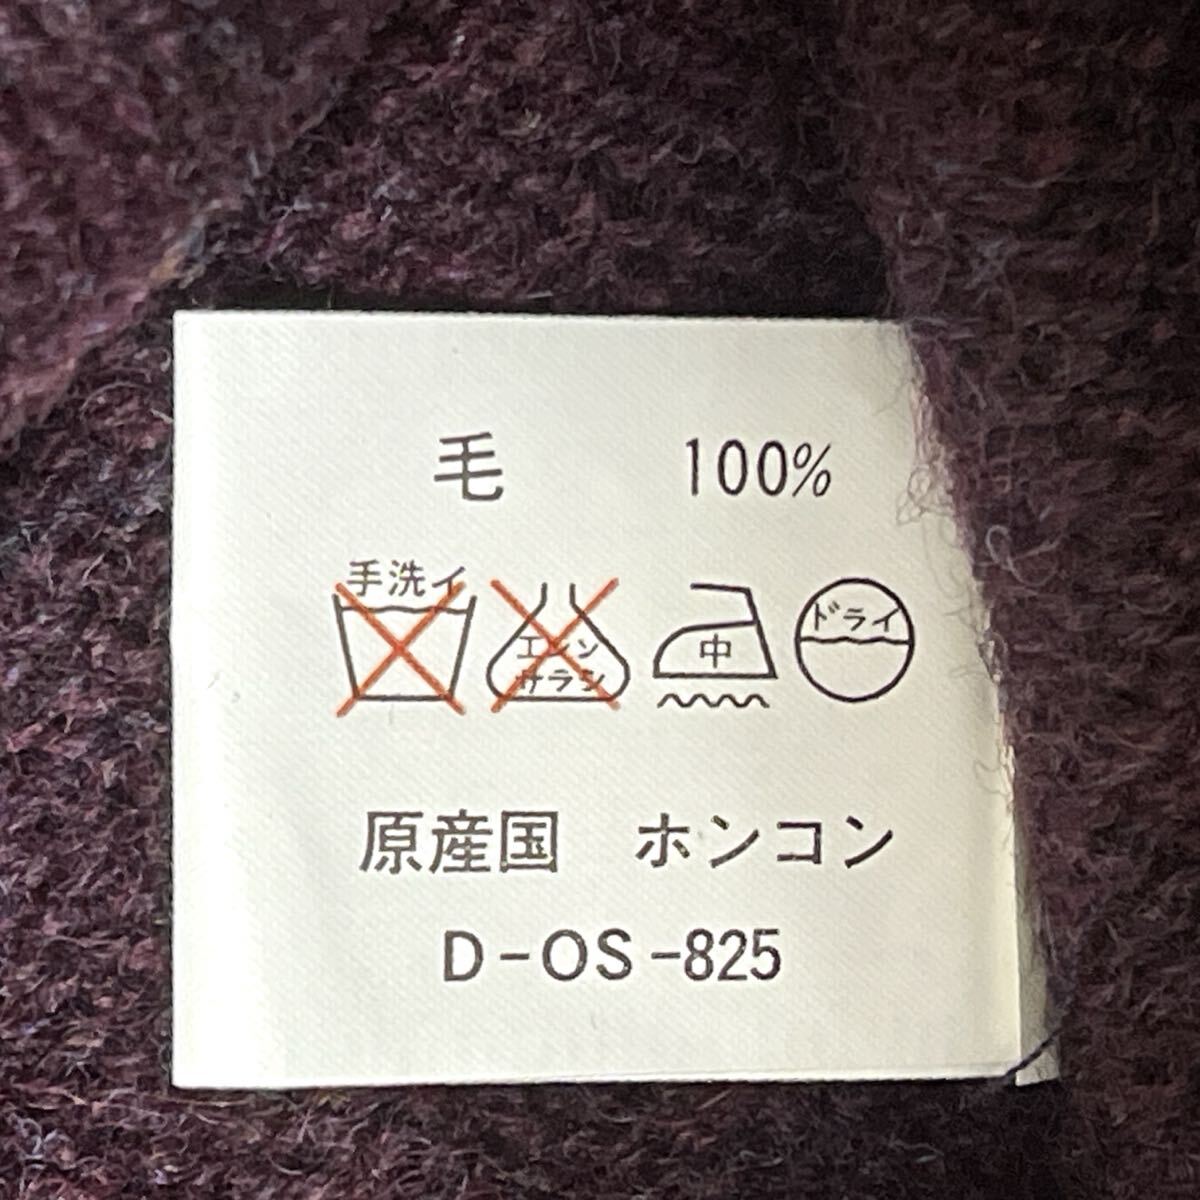 毛 100%
手洗イ エンソサラシ 中 ドライ
原産国 ホンコン
D-OS-825